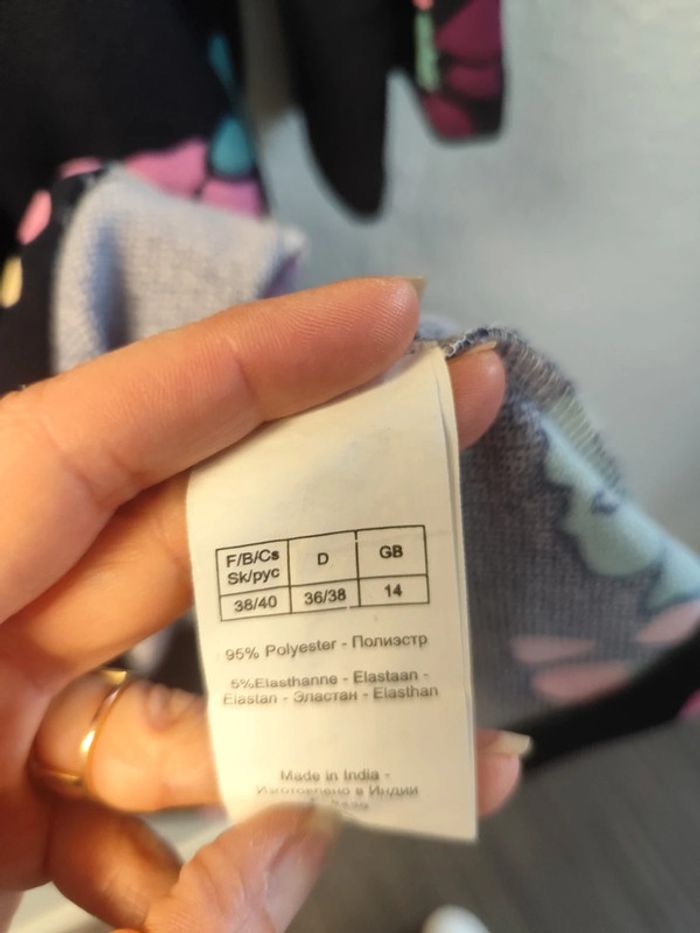 F/B/Cs
Sk/рус
D
GB
38/40
36/38
14
95% Polyester - Полиэстр
5%Elasthanne - Elastaan -
Elastan - Эластан - Elasthan
Made in India -
Изготовлено в Индии